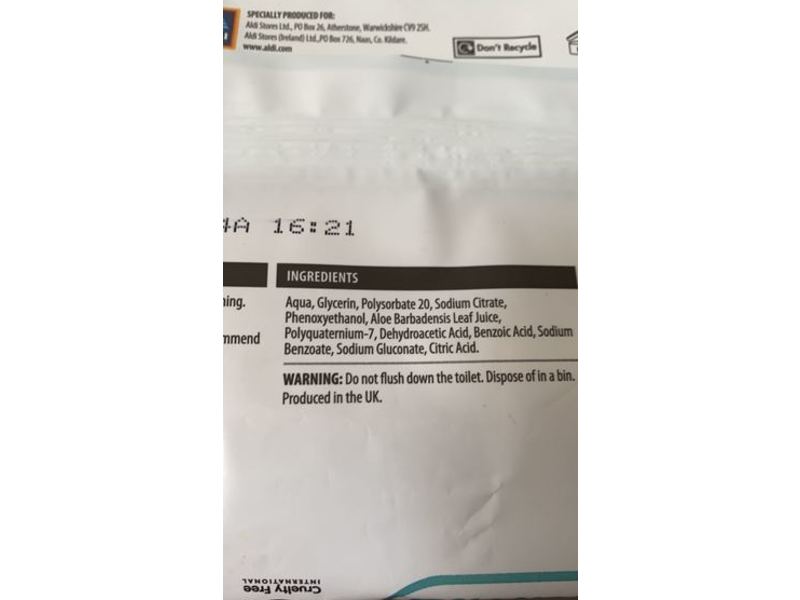 SPECIALLY PRODUCED FOR:
Aldi Stores Ltd., PO Box 26, Atherstone, Warwickshire CV9 2SH.
Aldi Stores (Ireland) Ltd.,PO Box 726, Naas, Co. Kildare.
www.aldi.com
Don't Recycle
4A 16:21
INGREDIENTS
ing.
mmend
Aqua, Glycerin, Polysorbate 20, Sodium Citrate,
Phenoxyethanol, Aloe Barbadensis Leaf Juice,
Polyquaternium-7, Dehydroacetic Acid, Benzoic Acid, Sodium
Benzoate, Sodium Gluconate, Citric Acid.
WARNING: Do not flush down the toilet. Dispose of in a bin.
Produced in the UK.
Cruelty Free
INTERNATIONAL